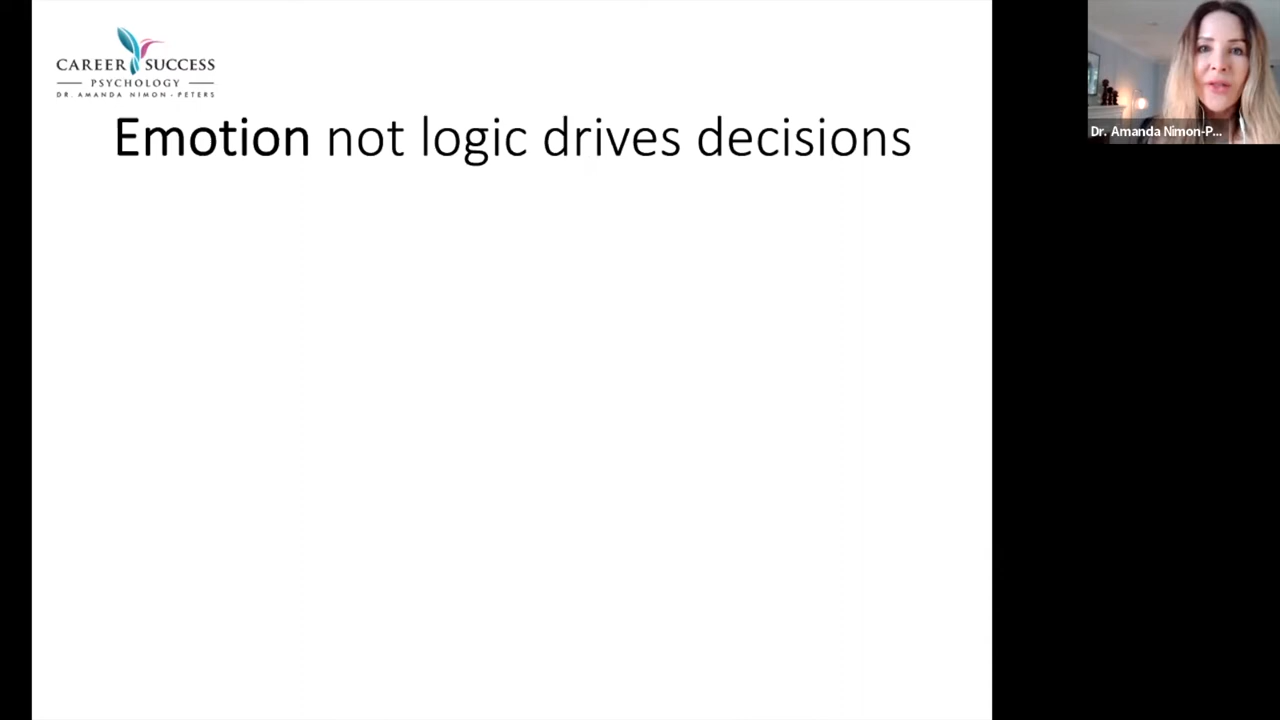 CAREER SUCCESS
PSYCHOLOGY
DR. AMANDA NIMON-PETERS
Emotion not logic drives decisions
Dr. Amanda Nimon-P...